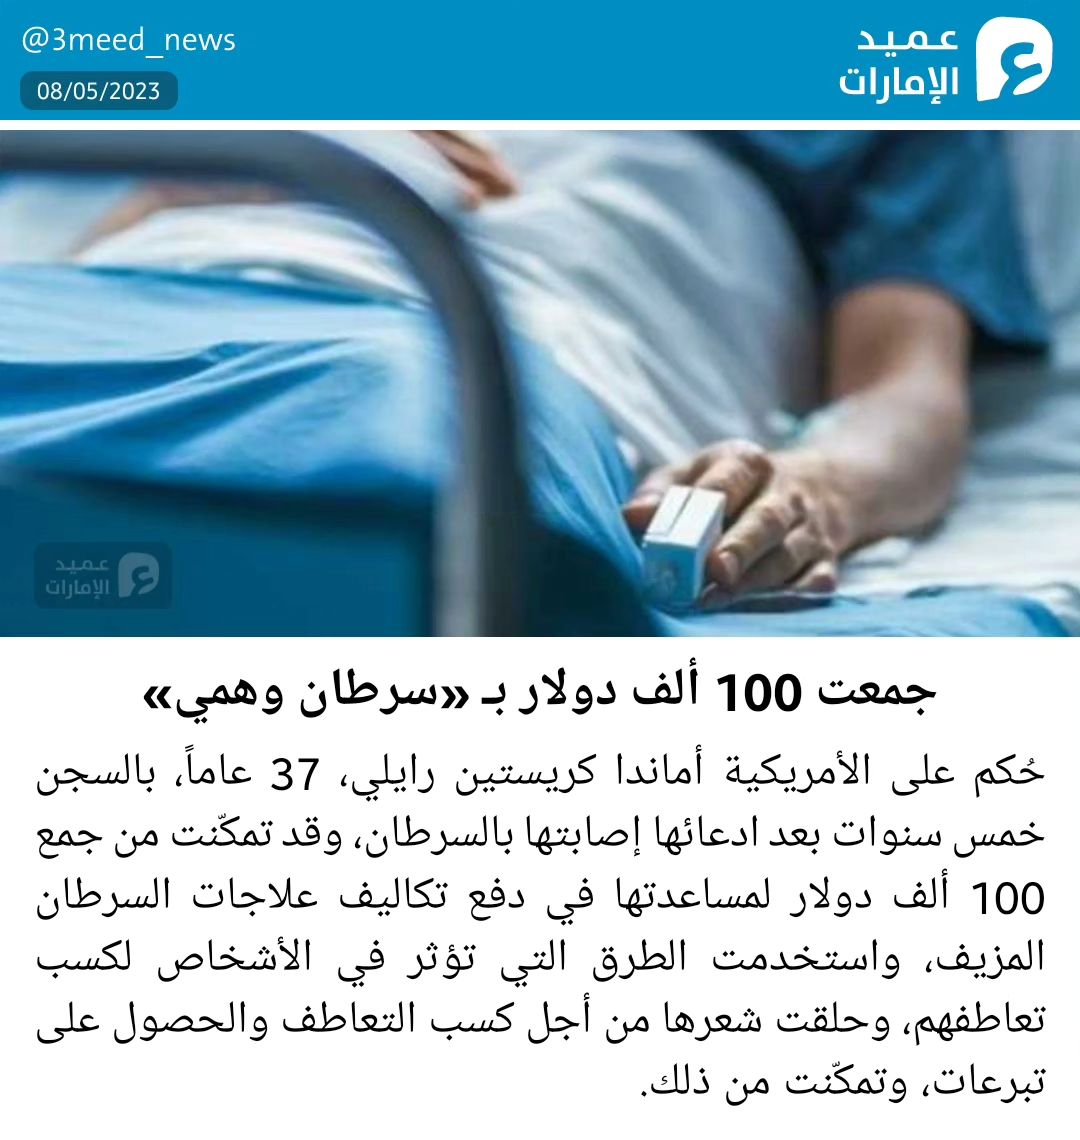 @3meed_news
08/05/2023
عميد
الإمارات
عميد
الإمارات
جمعت 100 ألف دولار بـ «سرطان وهمي»
حُكم على الأمريكية أماندا كريستين رايلي، 37 عاماً، بالسجن
خمس سنوات بعد ادعائها إصابتها بالسرطان، وقد تمكّنت من جمع
100 ألف دولار لمساعدتها في دفع تكاليف علاجات السرطان
المزيف، واستخدمت الطرق التي تؤثر في الأشخاص لكسب
تعاطفهم، وحلقت شعرها من أجل كسب التعاطف والحصول على
تبرعات، وتمكّنت من ذلك.